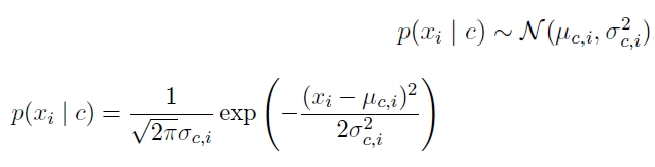 p(x_i | c) ∼ 𝒩(μ_{c,i}, σ²_{c,i})
p(x_i | c) = \frac{1}{\sqrt{2π}σ_{c,i}} exp(−\frac{(x_i − μ_{c,i})²}{2σ²_{c,i}})